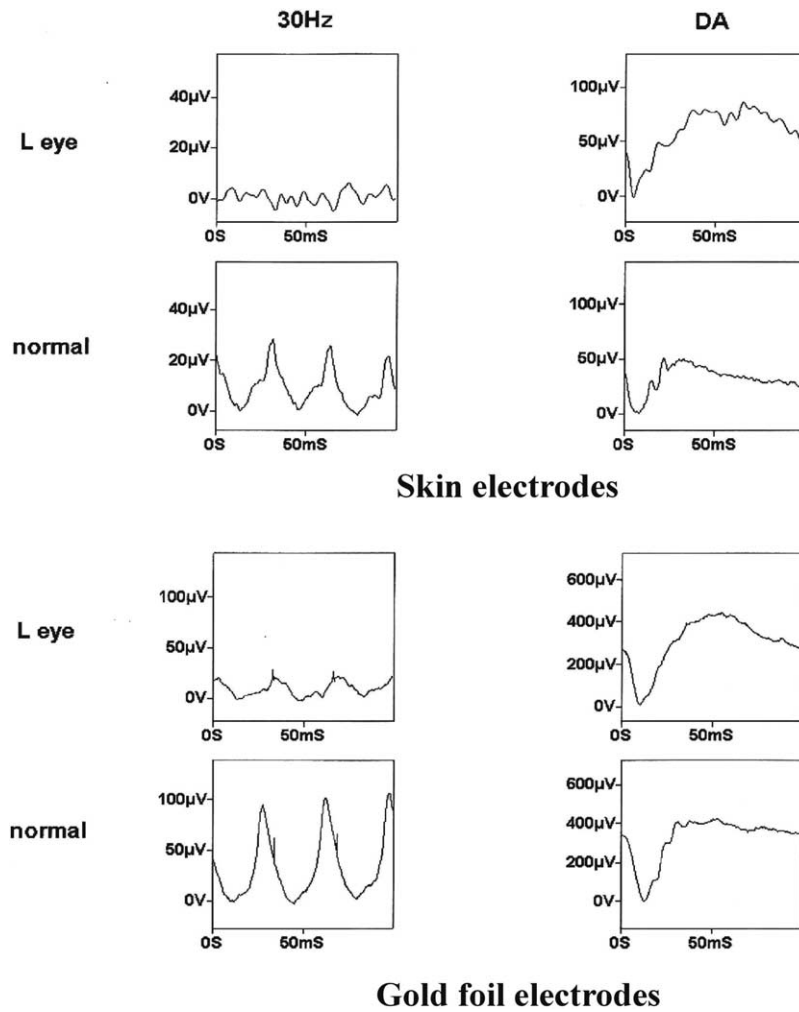 30Hz DA
L eye
40µV
20µV
0V
0S 50mS
100µV
50µV
0V
0S 50mS
normal
40µV
20µV
0V
0S 50mS
100µV
50µV
0V
0S 50mS
Skin electrodes
L eye
100µV
50µV
0V
0S 50mS
600µV
400µV
200µV
0V
0S 50mS
normal
100µV
50µV
0V
0S 50mS
600µV
400µV
200µV
0V
0S 50mS
Gold foil electrodes